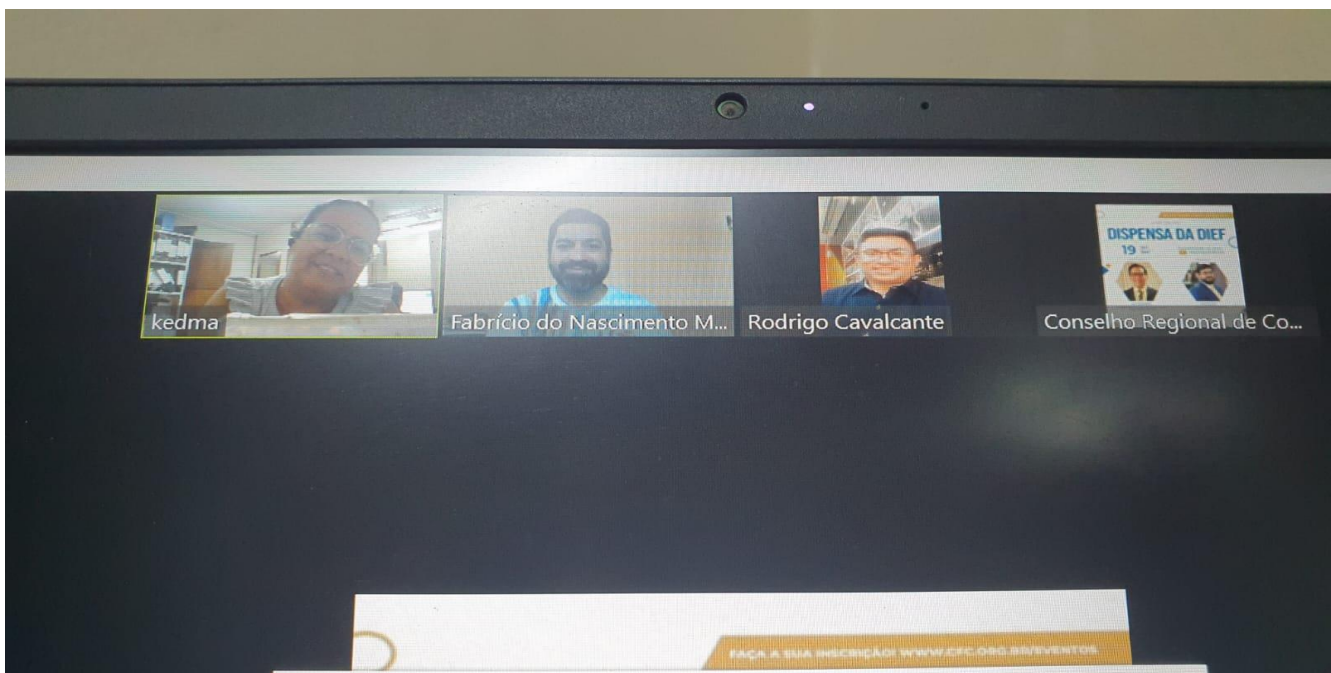 kedma
Fabrício do Nascimento M...
Rodrigo Cavalcante
DISPENSA DA DIEF
19
Conselho Regional de Co...
FAÇA A SUA INSCRIÇÃO! WWW.CFC.ORG.BR/EVENTOS